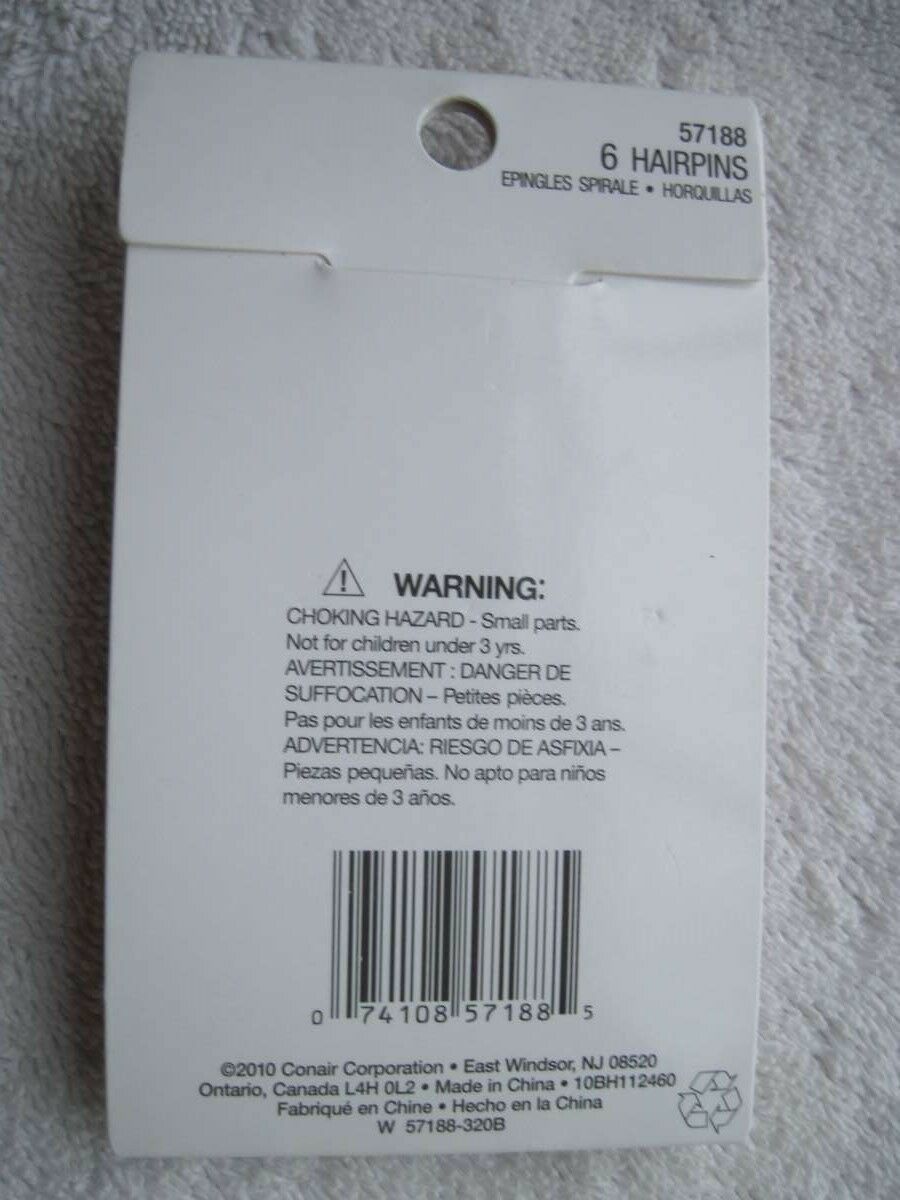 57188
6 HAIRPINS
EPINGLES SPIRALE • HORQUILLAS
WARNING:
CHOKING HAZARD - Small parts.
Not for children under 3 yrs.
AVERTISSEMENT : DANGER DE
SUFFOCATION – Petites pièces.
Pas pour les enfants de moins de 3 ans.
ADVERTENCIA: RIESGO DE ASFIXIA –
Piezas pequeñas. No apto para niños
menores de 3 años.
0 74108 57188 5
©2010 Conair Corporation • East Windsor, NJ 08520
Ontario, Canada L4H 0L2 • Made in China • 10BH112460
Fabriqué en Chine • Hecho en la China
W 57188-320B